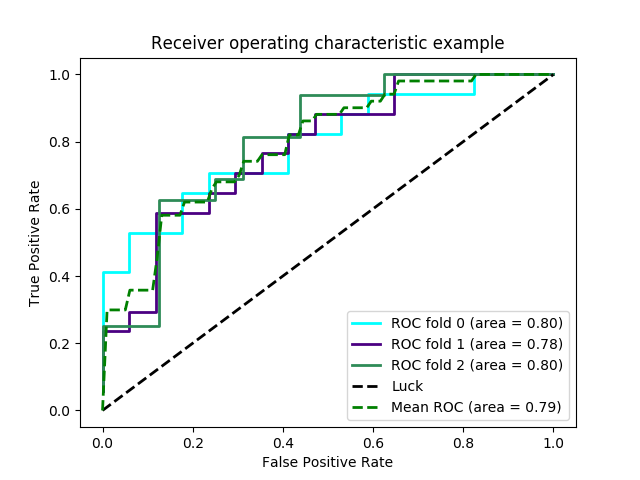 Receiver operating characteristic example
True Positive Rate
1.0
0.8
0.6
0.4
0.2
0.0
ROC fold 0 (area = 0.80)
ROC fold 1 (area = 0.78)
ROC fold 2 (area = 0.80)
Luck
Mean ROC (area = 0.79)
0.0 0.2 0.4 0.6 0.8 1.0
False Positive Rate